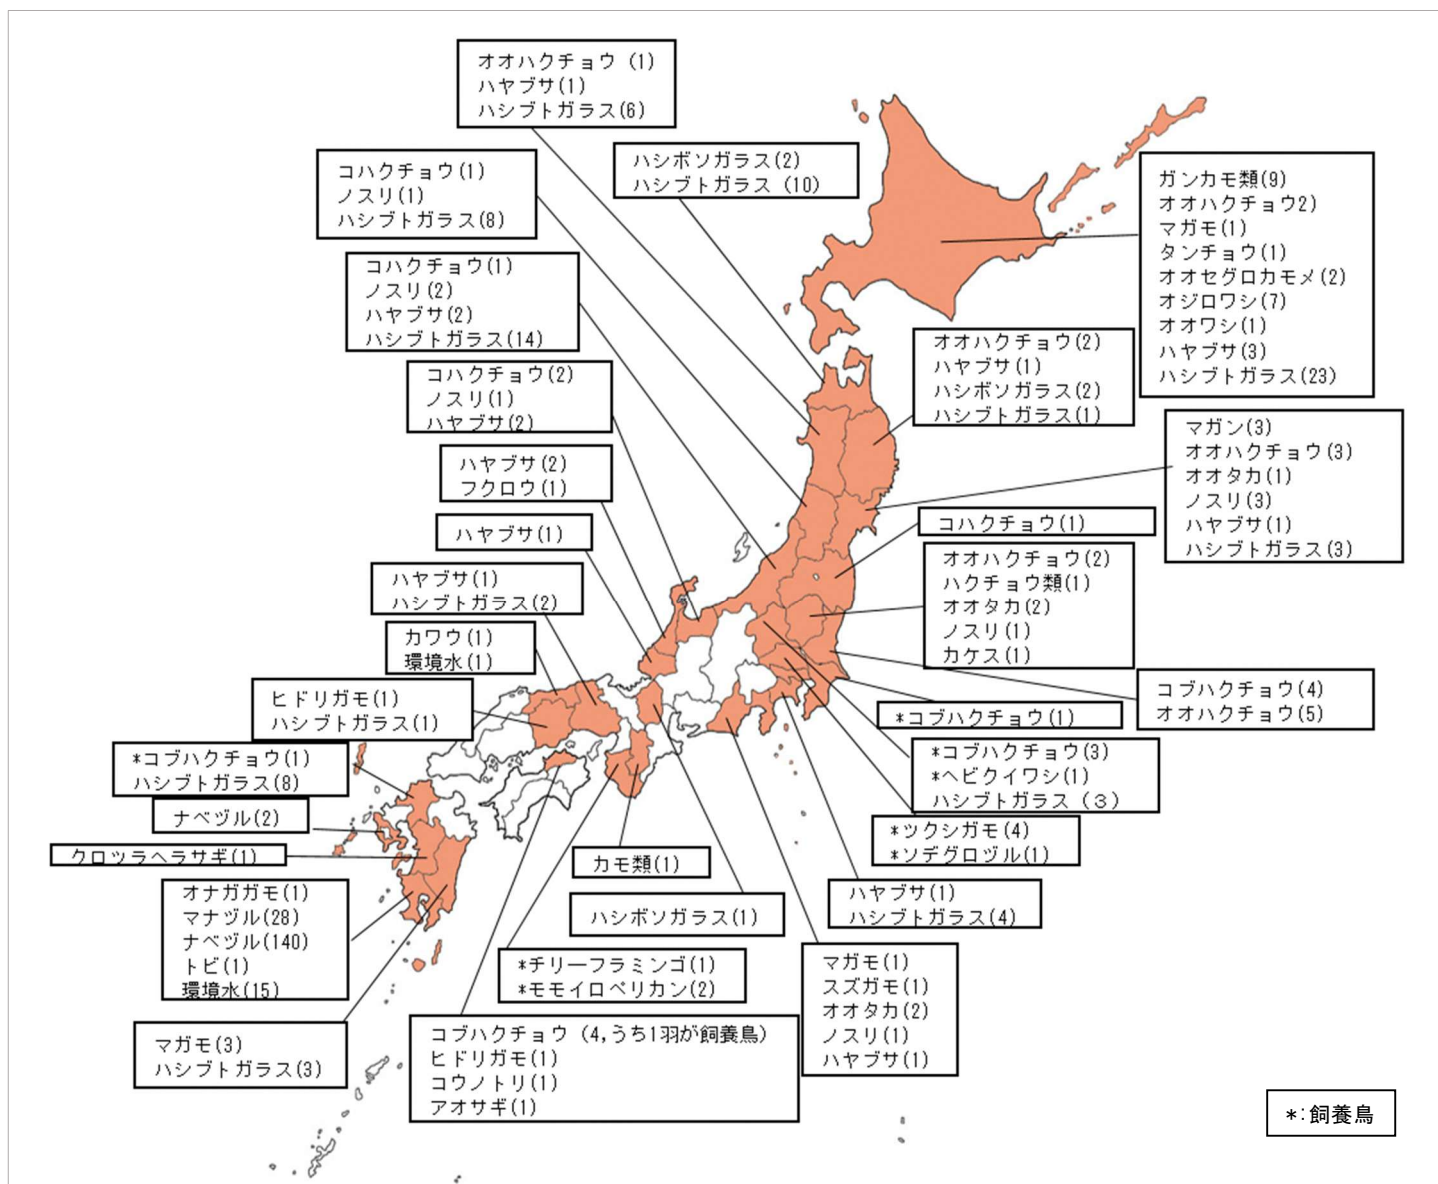 オオハクチョウ (1)
ハヤブサ(1)
ハシブトガラス(6)
ハシボソガラス(2)
ハシブトガラス (10)
コハクチョウ(1)
ノスリ(1)
ハシブトガラス(8)
ガンカモ類(9)
オオハクチョウ2)
マガモ(1)
タンチョウ(1)
オオセグロカモメ(2)
オジロワシ(7)
オオワシ(1)
ハヤブサ(3)
ハシブトガラス(23)
コハクチョウ(1)
ノスリ(2)
ハヤブサ(2)
ハシブトガラス(14)
オオハクチョウ(2)
ハヤブサ(1)
ハシボソガラス(2)
ハシブトガラス(1)
コハクチョウ(2)
ノスリ(1)
ハヤブサ(2)
マガン(3)
オオハクチョウ(3)
オオタカ(1)
ノスリ(3)
ハヤブサ(1)
ハシブトガラス(3)
ハヤブサ(2)
フクロウ(1)
コハクチョウ(1)
ハヤブサ(1)
オオハクチョウ(2)
ハクチョウ類(1)
オオタカ(2)
ノスリ(1)
カケス(1)
ハヤブサ(1)
ハシブトガラス(2)
カワウ(1)
環境水(1)
コブハクチョウ(4)
オオハクチョウ(5)
ヒドリガモ(1)
ハシブトガラス(1)
*コブハクチョウ(1)
*コブハクチョウ(1)
ハシブトガラス(8)
*コブハクチョウ(3)
*ヘビクイワシ(1)
ハシブトガラス（３）
ナベヅル(2)
*ツクシガモ(4)
*ソデグロヅル(1)
クロツラヘラサギ(1)
カモ類(1)
ハヤブサ(1)
ハシブトガラス(4)
オナガガモ(1)
マナヅル(28)
ナベヅル(140)
トビ(1)
環境水(15)
ハシボソガラス(1)
*チリーフラミンゴ(1)
*モモイロペリカン(2)
マガモ(1)
スズガモ(1)
オオタカ(2)
ノスリ(1)
ハヤブサ(1)
マガモ(3)
ハシブトガラス(3)
コブハクチョウ (4,うち1羽が飼養鳥)
ヒドリガモ(1)
コウノトリ(1)
アオサギ(1)
*:飼養鳥